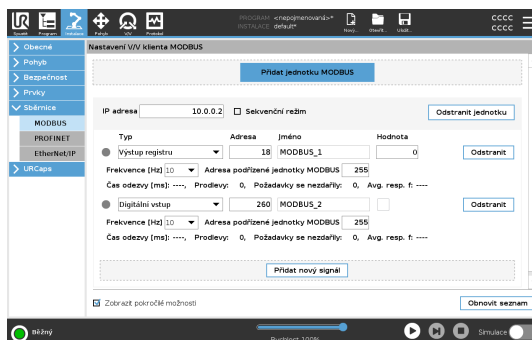 PROGRAM <nepojmenovaná>*
INSTALACE default*
Spustit Program Instalace Pohyb V/V Protokol
Nový... Otevřít... Uložit...
CCCC
CCCC
Obecné
Pohyb
Bezpečnost
Prvky
Sběrnice
MODBUS
PROFINET
EtherNet/IP
URCaps
Nastavení V/V klienta MODBUS
Přidat jednotku MODBUS
IP adresa 10.0.0.2 Sekvenční režim Odstranit jednotku
Typ Adresa Jméno Hodnota
Výstup registru 18 MODBUS_1 0 Odstranit
Frekvence [Hz] 10 Adresa podřízené jednotky MODBUS 255
Čas odezvy [ms]: ----, Prodlevy: 0, Požadavky se nezdařily: 0, Avg. resp. f: ----
Digitální vstup 260 MODBUS_2 Odstranit
Frekvence [Hz] 10 Adresa podřízené jednotky MODBUS 255
Čas odezvy [ms]: ----, Prodlevy: 0, Požadavky se nezdařily: 0, Avg. resp. f: ----
Přidat nový signál
Zobrazit pokročilé možnosti Obnovit seznam
Běžný
Rychlost 100%
Simulace